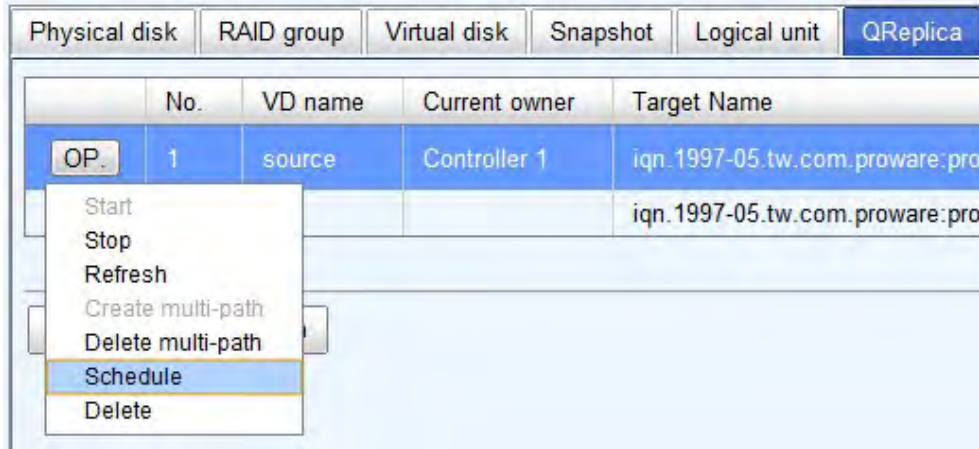 Physical disk RAID group Virtual disk Snapshot Logical unit QReplica
No. VD name Current owner Target Name
OP. 1 source Controller 1 iqn.1997-05.tw.com.proware:pro
iqn.1997-05.tw.com.proware:pro
Start
Stop
Refresh
Create multi-path
Delete multi-path
Schedule
Delete